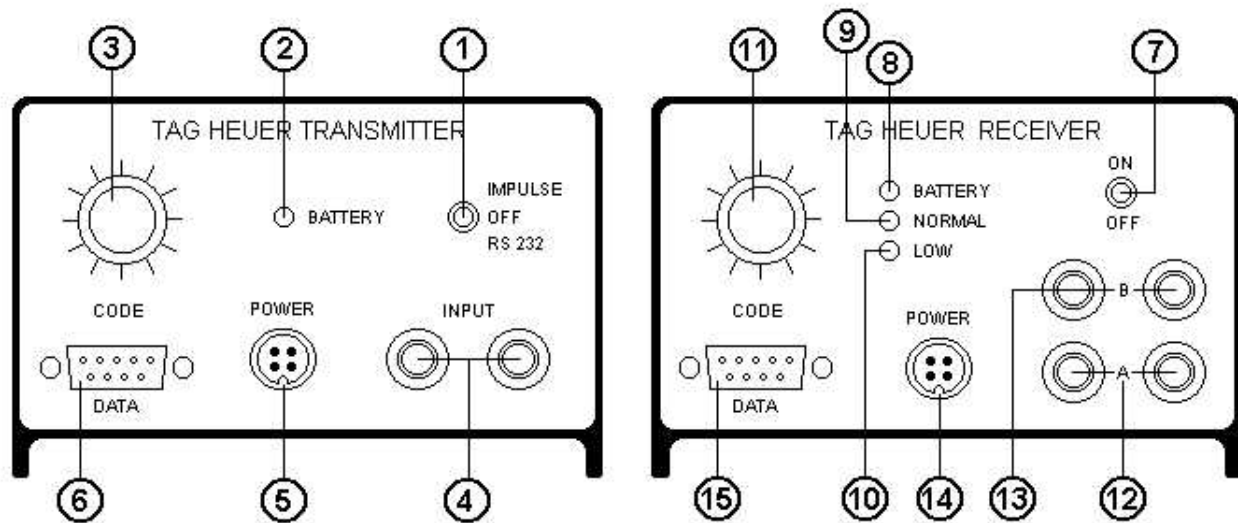 3
2
1
TAG HEUER TRANSMITTER
IMPULSE
OFF
RS 232
BATTERY
CODE
POWER
INPUT
DATA
6
5
4
11
9
8
7
TAG HEUER RECEIVER
ON
OFF
BATTERY
NORMAL
LOW
B
CODE
POWER
A
DATA
15
10
14
13
12